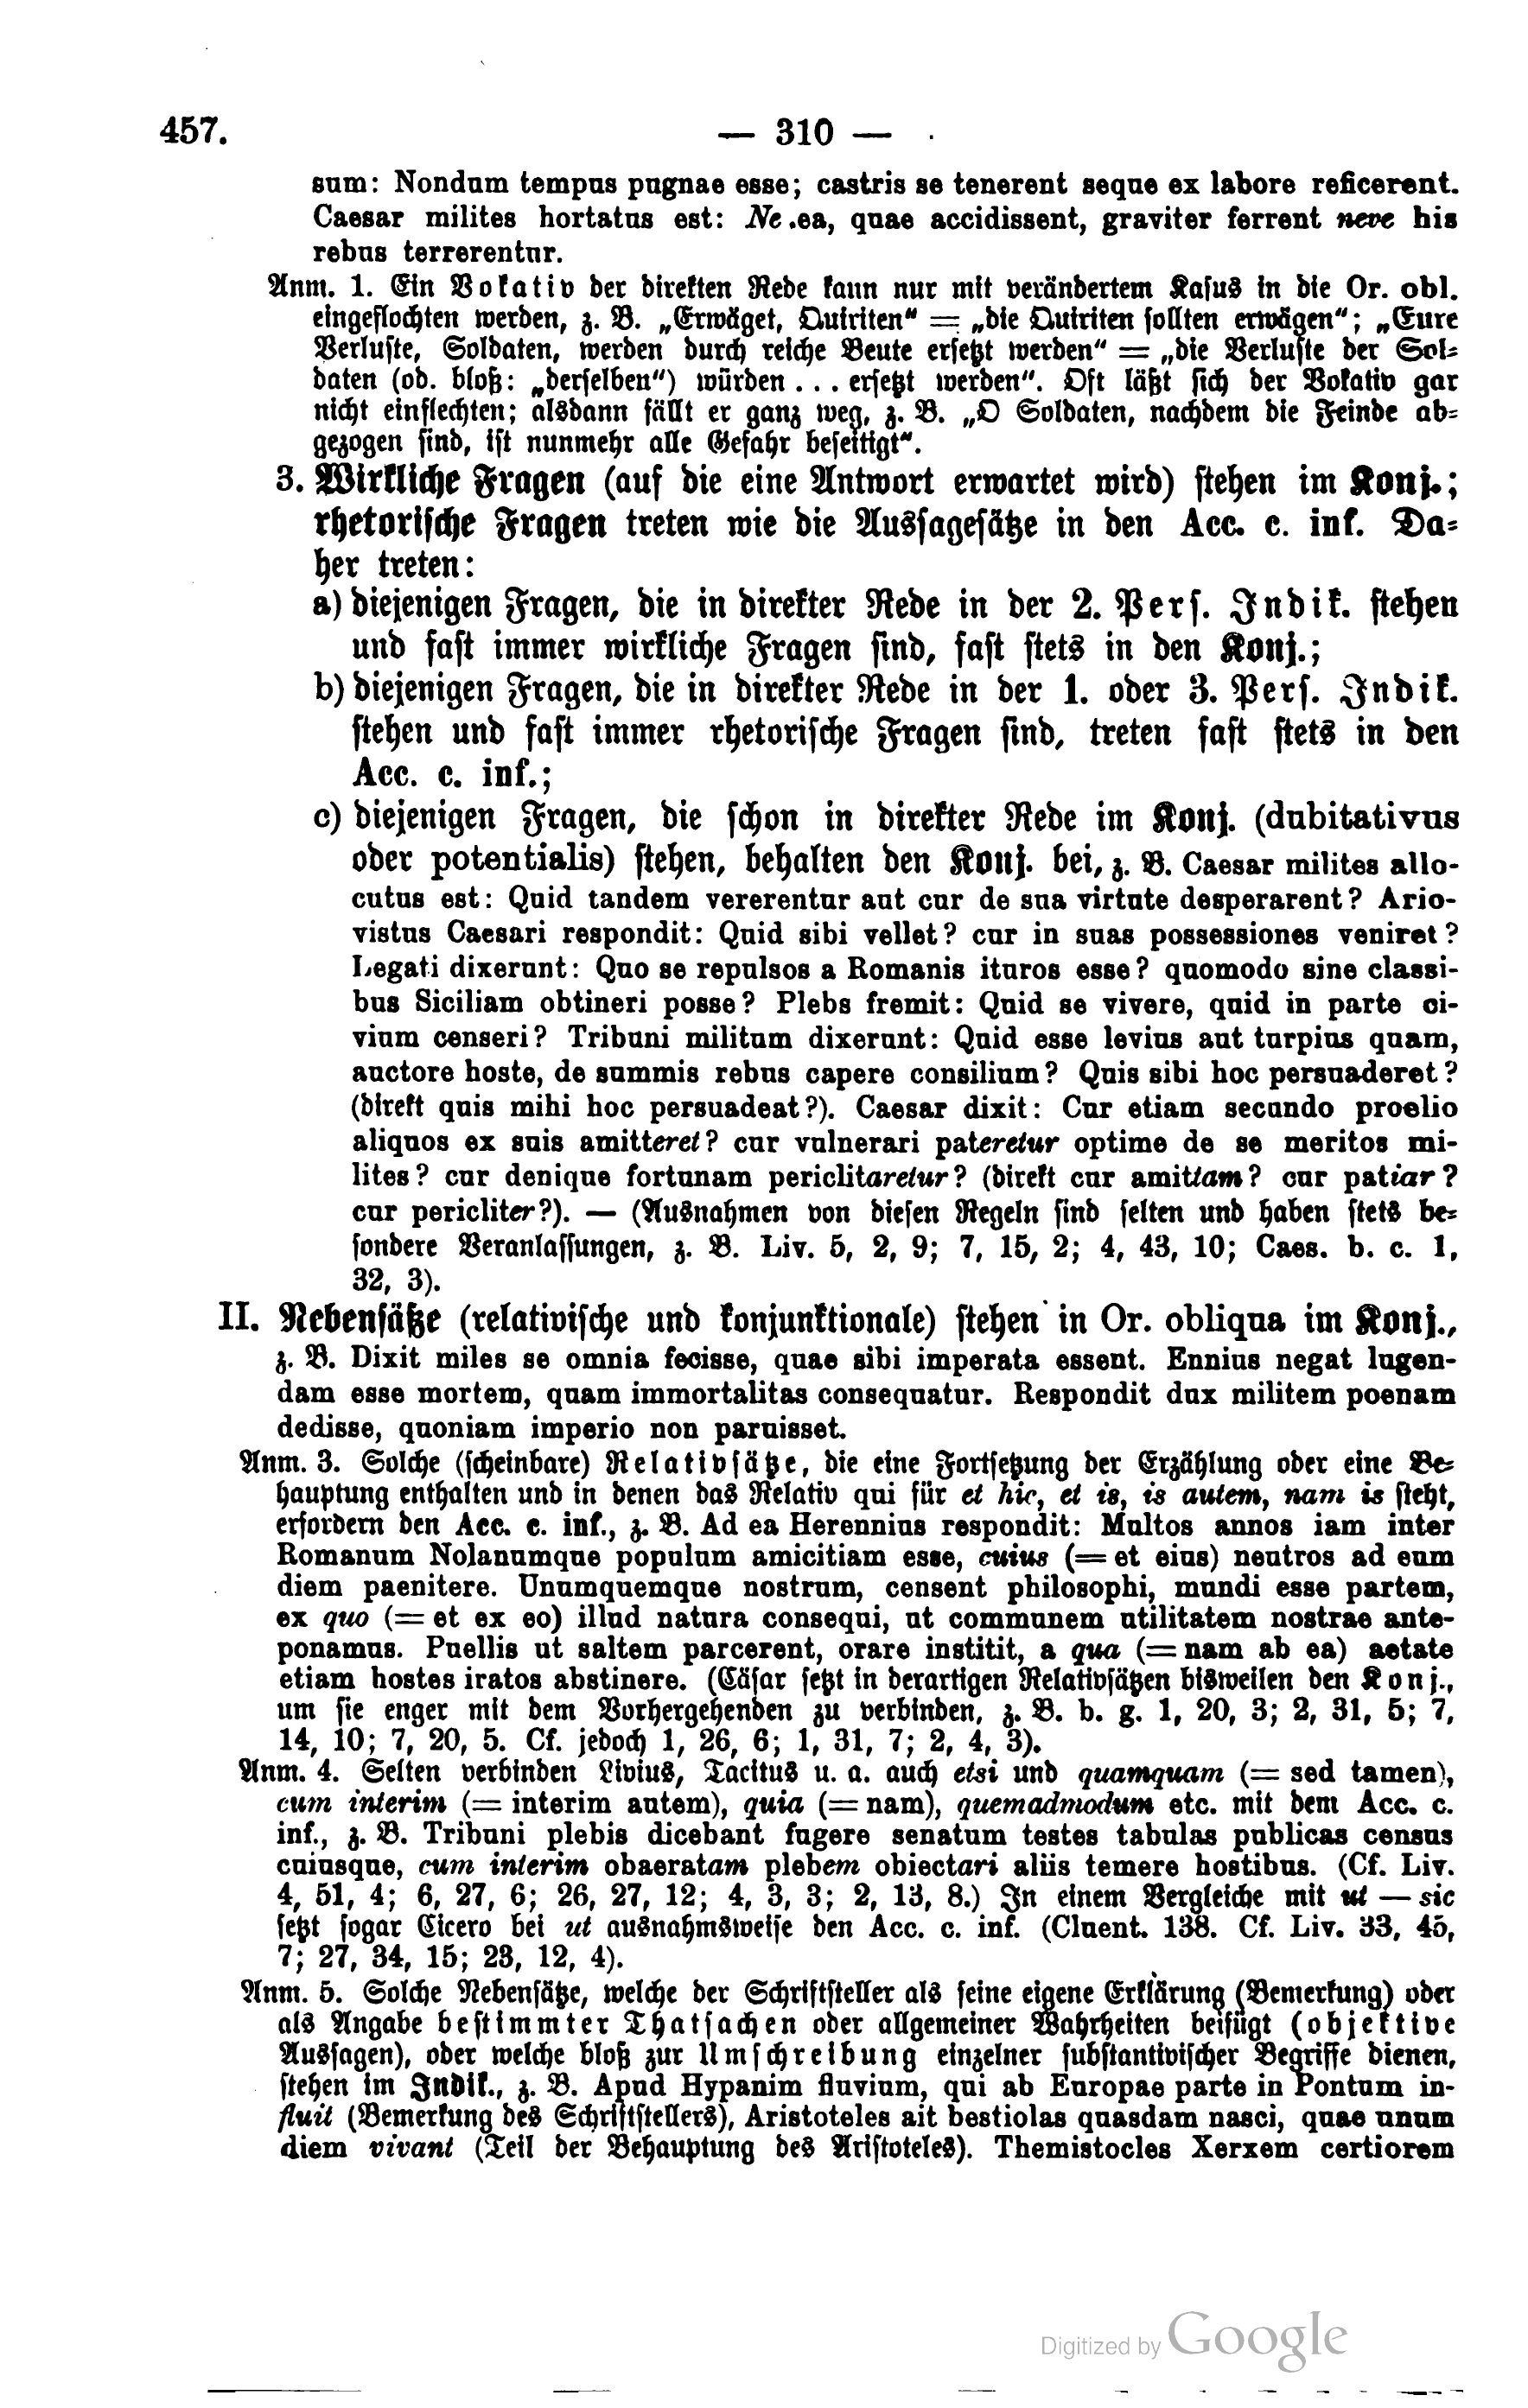 457.
— 310 —
sum: Nondum tempus pugnae esse; castris se tenerent seque ex labore reficerent.
Caesar milites hortatus est: Ne ea, quae accidissent, graviter ferrent neve his
rebus terrerentur.
Anm. 1. Ein Vokativ der direkten Rede kann nur mit verändertem Kasus in die Or. obl.
eingeflochten werden, z. B. „Erwäget, Quiriten“ = „die Quiriten sollten erwägen“; „Eure
Verluste, Soldaten, werden durch reiche Beute ersetzt werden“ = „die Verluste der Sol-
daten (od. bloß: „derselben“) würden ... ersetzt werden“. Oft läßt sich der Vokativ gar
nicht einflechten; alsdann fällt er ganz weg, z. B. „O Soldaten, nachdem die Feinde ab-
gezogen sind, ist nunmehr alle Gefahr beseitigt“.
3. Wirkliche Fragen (auf die eine Antwort erwartet wird) stehen im Konj.;
rhetorische Fragen treten wie die Aussagesätze in den Acc. c. inf. Da-
her treten:
a) diejenigen Fragen, die in direkter Rede in der 2. Pers. Indik. stehen
und fast immer wirkliche Fragen sind, fast stets in den Konj.;
b) diejenigen Fragen, die in direkter Rede in der 1. oder 3. Pers. Indik.
stehen und fast immer rhetorische Fragen sind, treten fast stets in den
Acc. c. inf.;
c) diejenigen Fragen, die schon in direkter Rede im Konj. (dubitativus
oder potentialis) stehen, behalten den Konj. bei, z. B. Caesar milites allo-
cutus est: Quid tandem vererentur aut cur de sua virtute desperarent? Ario-
vistus Caesari respondit: Quid sibi vellet? cur in suas possessiones veniret?
Legati dixerunt: Quo se repulsos a Romanis ituros esse? quomodo sine classi-
bus Siciliam obtineri posse? Plebs fremit: Quid se vivere, quid in parte ci-
vium censeri? Tribuni militum dixerunt: Quid esse levius aut turpius quam,
auctore hoste, de summis rebus capere consilium? Quis sibi hoc persuaderet?
(direkt quis mihi hoc persuadeat?). Caesar dixit: Cur etiam secundo proelio
aliquos ex suis amitteret? cur vulnerari pateretur optime de se meritos mi-
lites? cur denique fortunam periclitaretur? (direkt cur amittam? cur patiar?
cur pericliter?). — (Ausnahmen von diesen Regeln sind selten und haben stets be-
sondere Veranlassungen, z. B. Liv. 5, 2, 9; 7, 15, 2; 4, 43, 10; Caes. b. c. 1,
32, 3).
II. Nebensätze (relativische und konjunktionale) stehen in Or. obliqua im Konj.,
z. B. Dixit miles se omnia fecisse, quae sibi imperata essent. Ennius negat lugen-
dam esse mortem, quam immortalitas consequatur. Respondit dux militem poenam
dedisse, quoniam imperio non paruisset.
Anm. 3. Solche (scheinbare) Relativsätze, die eine Fortsetzung der Erzählung oder eine Be-
hauptung enthalten und in denen das Relativ qui für et hic, et is, is autem, nam is steht,
erfordern den Acc. c. inf., z. B. Ad ea Herennius respondit: Multos annos iam inter
Romanum Nolanumque populum amicitiam esse, cuius (= et eius) neutros ad eum
diem paenitere. Unumquemque nostrum, censent philosophi, mundi esse partem,
ex quo (= et ex eo) illud natura consequi, ut communem utilitatem nostrae ante-
ponamus. Puellis ut saltem parcerent, orare institit, a qua (= nam ab ea) aetate
etiam hostes iratos abstinere. (Cäsar setzt in derartigen Relativsätzen bisweilen den Konj.,
um sie enger mit dem Vorhergehenden zu verbinden, z. B. b. g. 1, 20, 3; 2, 31, 5; 7,
14, 10; 7, 20, 5. Cf. jedoch 1, 26, 6; 1, 31, 7; 2, 4, 3).
Anm. 4. Selten verbinden Livius, Tacitus u. a. auch etsi und quamquam (= sed tamen),
cum interim (= interim autem), quia (= nam), quemadmodum etc. mit dem Acc. c.
inf., z. B. Tribuni plebis dicebant fugere senatum testes tabulas publicas census
cuiusque, cum interim obaeratam plebem obiectari aliis temere hostibus. (Cf. Liv.
4, 51, 4; 6, 27, 6; 26, 27, 12; 4, 3, 3; 2, 13, 8.) In einem Vergleiche mit ut — sic
setzt sogar Cicero bei ut ausnahmsweise den Acc. c. inf. (Cluent. 138. Cf. Liv. 33, 45,
7; 27, 34, 15; 23, 12, 4).
Anm. 5. Solche Nebensätze, welche der Schriftsteller als seine eigene Erklärung (Bemerkung) oder
als Angabe bestimmter Thatsachen oder allgemeiner Wahrheiten beifügt (objektive
Aussagen), oder welche bloß zur Umschreibung einzelner substantivischer Begriffe dienen,
stehen im Indik., z. B. Apud Hypanim fluvium, qui ab Europae parte in Pontum in-
fluit (Bemerkung des Schriftstellers), Aristoteles ait bestiolas quasdam nasci, quae unum
diem vivant (Teil der Behauptung des Aristoteles). Themistocles Xerxem certiorem
Digitized by Google